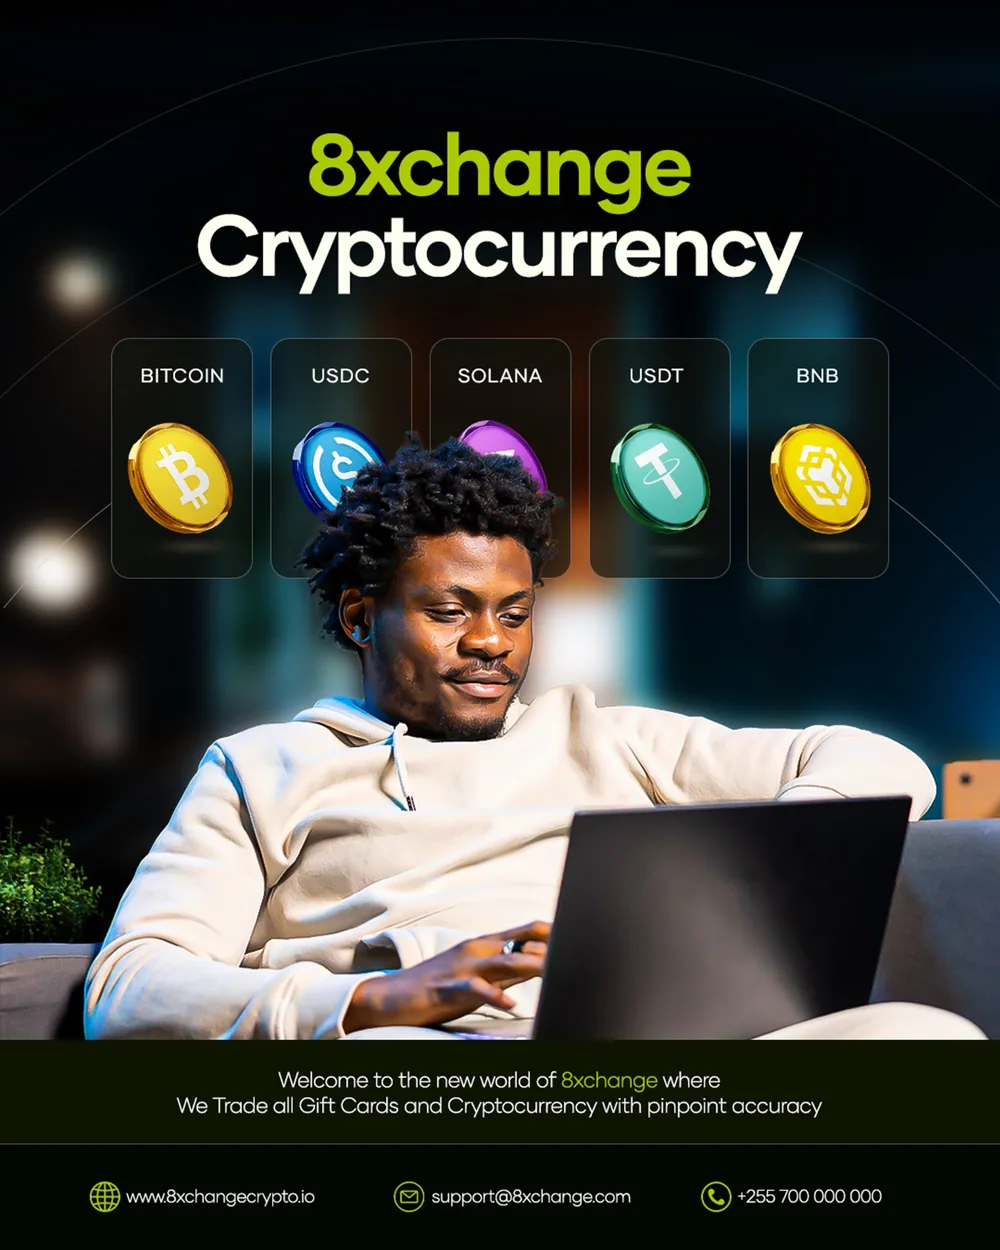 8xchange
Cryptocurrency
BITCOIN
USDC
SOLANA
USDT
BNB
Welcome to the new world of 8xchange where
We Trade all Gift Cards and Cryptocurrency with pinpoint accuracy
www.8xchangecrypto.io
support@8xchange.com
+255 700 000 000